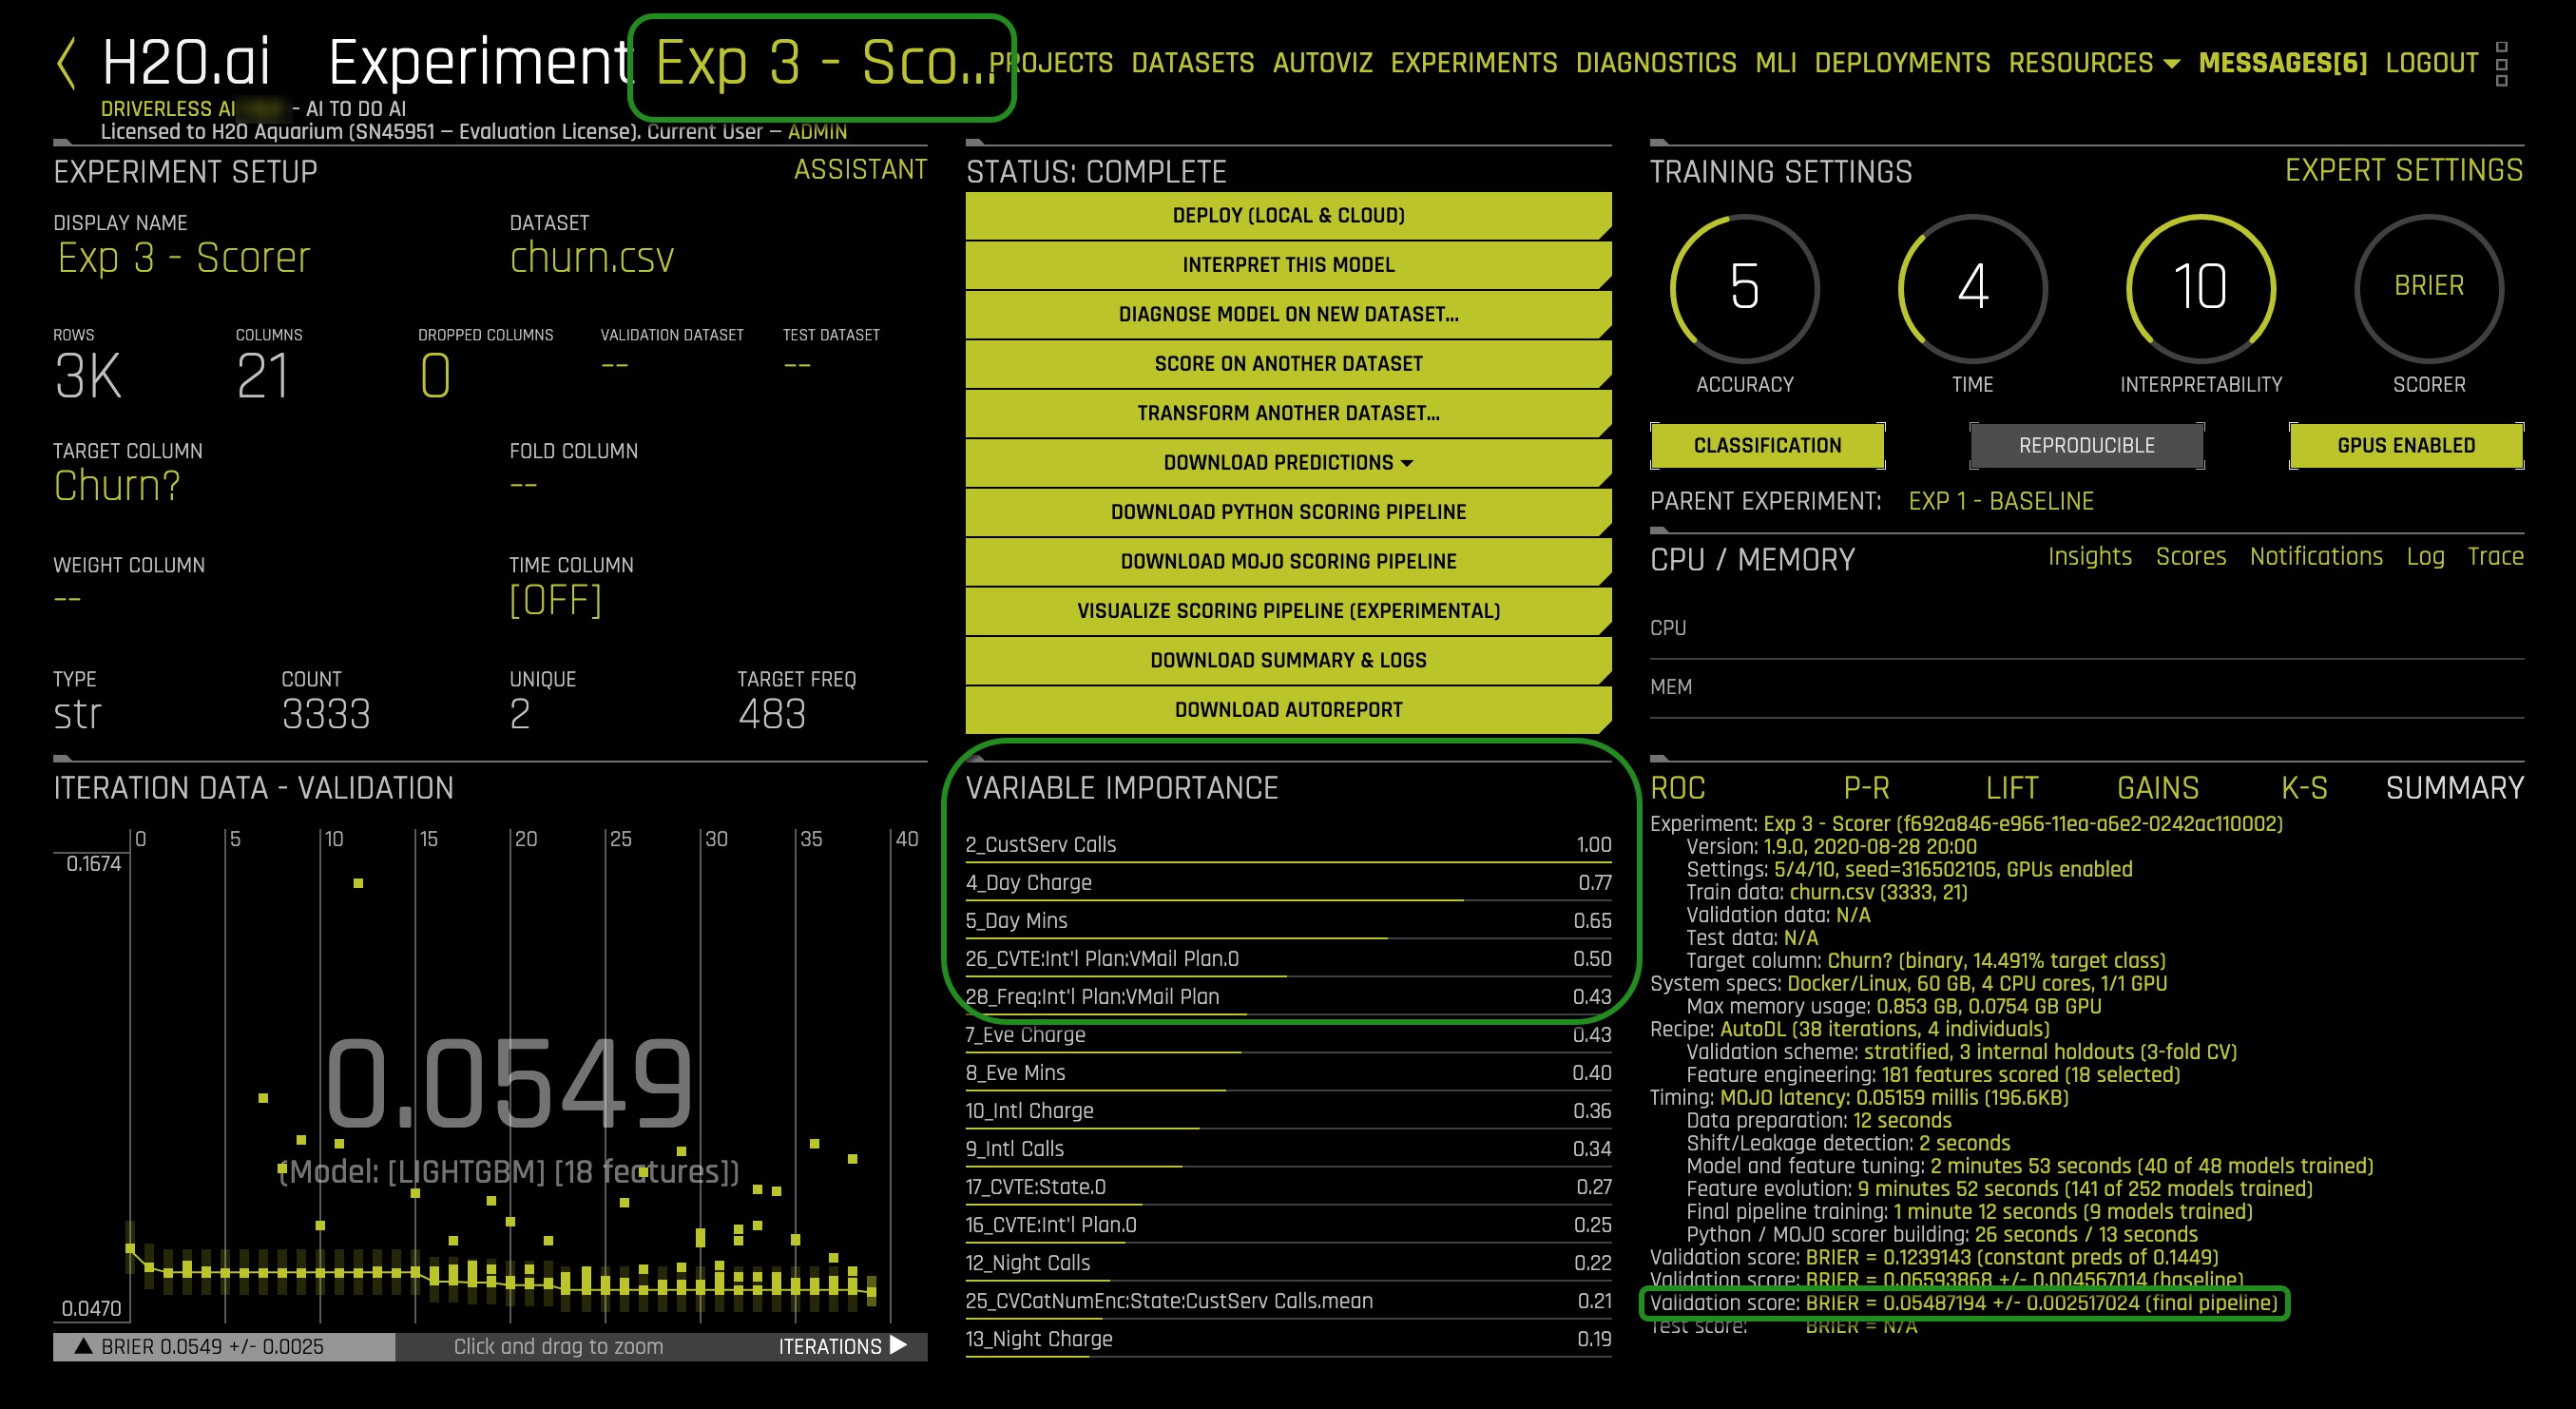 H2O.ai Experiment Exp 3 - Sco...
PROJECTS DATASETS AUTOVIZ EXPERIMENTS DIAGNOSTICS MLI DEPLOYMENTS RESOURCES MESSAGES[6] LOGOUT
DRIVERLESS AI - AI TO DO AI
Licensed to H2O Aquarium (SN45951 — Evaluation License). Current User — ADMIN
EXPERIMENT SETUP ASSISTANT
DISPLAY NAME DATASET
Exp 3 - Scorer churn.csv
ROWS COLUMNS DROPPED COLUMNS VALIDATION DATASET TEST DATASET
3K 21 0 -- --
TARGET COLUMN FOLD COLUMN
Churn? --
WEIGHT COLUMN TIME COLUMN
-- [OFF]
TYPE COUNT UNIQUE TARGET FREQ
str 3333 2 483
STATUS: COMPLETE
DEPLOY (LOCAL & CLOUD)
INTERPRET THIS MODEL
DIAGNOSE MODEL ON NEW DATASET...
SCORE ON ANOTHER DATASET
TRANSFORM ANOTHER DATASET...
DOWNLOAD PREDICTIONS
DOWNLOAD PYTHON SCORING PIPELINE
DOWNLOAD MOJO SCORING PIPELINE
VISUALIZE SCORING PIPELINE (EXPERIMENTAL)
DOWNLOAD SUMMARY & LOGS
DOWNLOAD AUTOREPORT
TRAINING SETTINGS EXPERT SETTINGS
5 4 10 BRIER
ACCURACY TIME INTERPRETABILITY SCORER
CLASSIFICATION REPRODUCIBLE GPUS ENABLED
PARENT EXPERIMENT: EXP 1 - BASELINE
CPU / MEMORY Insights Scores Notifications Log Trace
CPU
MEM
ITERATION DATA - VALIDATION
0 5 10 15 20 25 30 35 40
0.1674
0.0549
(Model: [LIGHTGBM] [18 features])
0.0470
BRIER 0.0549 +/- 0.0025 Click and drag to zoom ITERATIONS
VARIABLE IMPORTANCE
2_CustServ Calls 1.00
4_Day Charge 0.77
5_Day Mins 0.65
26_CVTE:Int'l Plan:VMail Plan.0 0.50
28_Freq:Int'l Plan:VMail Plan 0.43
7_Eve Charge 0.43
8_Eve Mins 0.40
10_Intl Charge 0.36
9_Intl Calls 0.34
17_CVTE:State.0 0.27
16_CVTE:Int'l Plan.0 0.25
12_Night Calls 0.22
25_CVCatNumEnc:State:CustServ Calls.mean 0.21
13_Night Charge 0.19
ROC P-R LIFT GAINS K-S SUMMARY
Experiment: Exp 3 - Scorer (f692a846-e966-11ea-a6e2-0242ac110002)
Version: 1.9.0, 2020-08-28 20:00
Settings: 5/4/10, seed=316502105, GPUs enabled
Train data: churn.csv (3333, 21)
Validation data: N/A
Test data: N/A
Target column: Churn? (binary, 14.491% target class)
System specs: Docker/Linux, 60 GB, 4 CPU cores, 1/1 GPU
Max memory usage: 0.853 GB, 0.0754 GB GPU
Recipe: AutoDL (38 iterations, 4 individuals)
Validation scheme: stratified, 3 internal holdouts (3-fold CV)
Feature engineering: 181 features scored (18 selected)
Timing: MOJO latency: 0.05159 millis (196.6KB)
Data preparation: 12 seconds
Shift/Leakage detection: 2 seconds
Model and feature tuning: 2 minutes 53 seconds (40 of 48 models trained)
Feature evolution: 9 minutes 52 seconds (141 of 252 models trained)
Final pipeline training: 1 minute 12 seconds (9 models trained)
Python / MOJO scorer building: 26 seconds / 13 seconds
Validation score: BRIER = 0.1239143 (constant preds of 0.1449)
Validation score: BRIER = 0.06593868 +/- 0.004567014 (baseline)
Validation score: BRIER = 0.05487194 +/- 0.002517024 (final pipeline)
Test score: BRIER = N/A